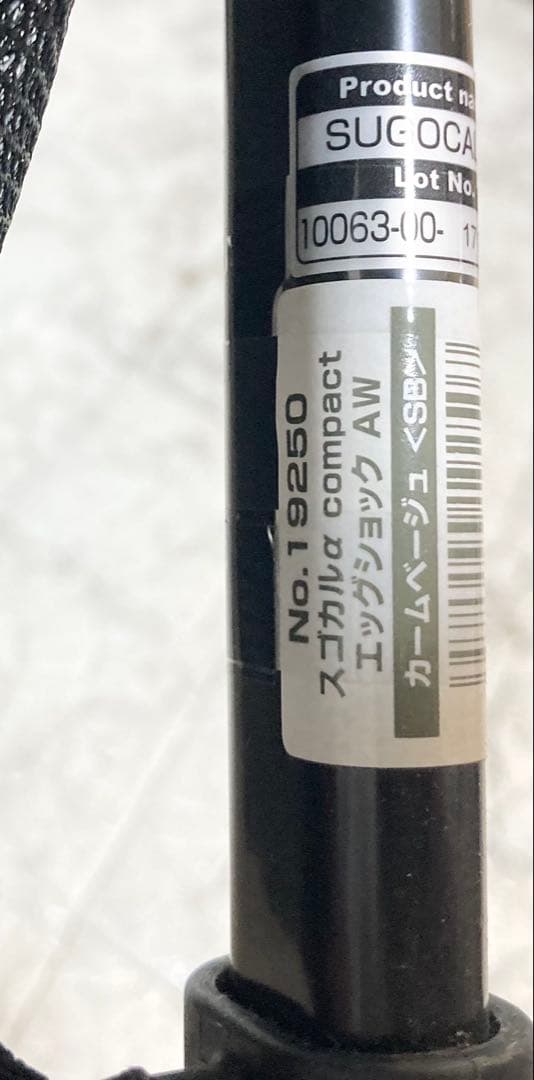 Product na
SUGOCA
Lot No.
10063-00- 17
No.19250
スゴカルα compact
エッグショック AW
カームベージュ <SB>